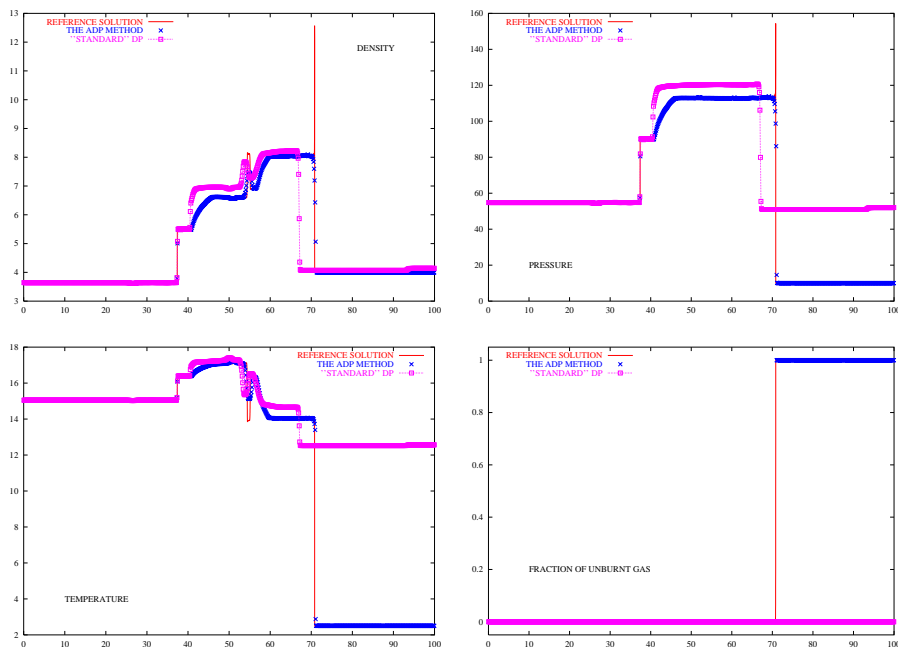 REFERENCE SOLUTION
THE ADP METHOD
"STANDARD" DP
DENSITY
13
12
11
10
9
8
7
6
5
4
3
0 10 20 30 40 50 60 70 80 90 100
REFERENCE SOLUTION
THE ADP METHOD
"STANDARD" DP
PRESSURE
160
140
120
100
80
60
40
20
0
0 10 20 30 40 50 60 70 80 90 100
REFERENCE SOLUTION
THE ADP METHOD
"STANDARD" DP
TEMPERATURE
18
16
14
12
10
8
6
4
2
0 10 20 30 40 50 60 70 80 90 100
REFERENCE SOLUTION
THE ADP METHOD
"STANDARD" DP
FRACTION OF UNBURNT GAS
1
0.8
0.6
0.4
0.2
0
0 10 20 30 40 50 60 70 80 90 100